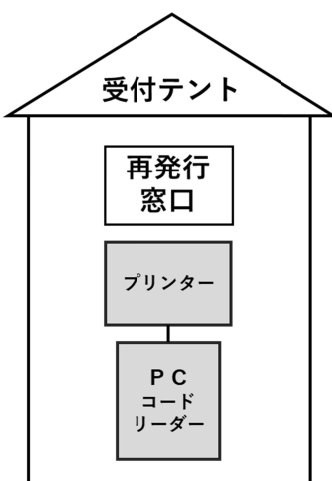 受付テント
再発行
窓口
プリンター
ＰＣ
コード
リーダー